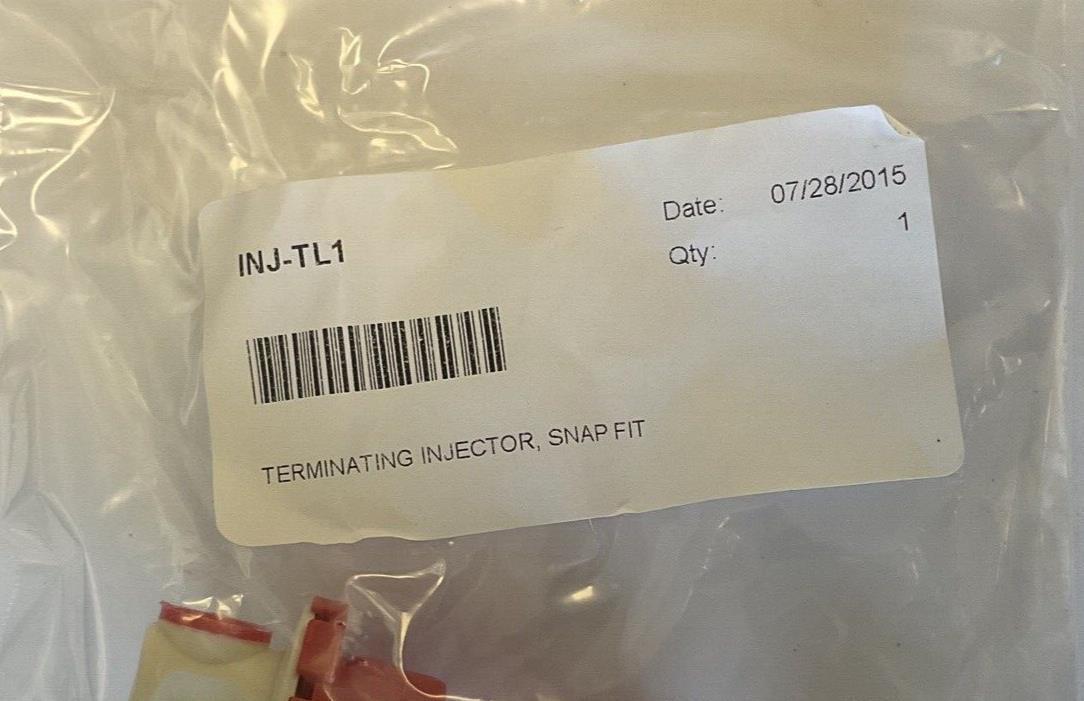 Date: 07/28/2015
Qty: 1
INJ-TL1
TERMINATING INJECTOR, SNAP FIT